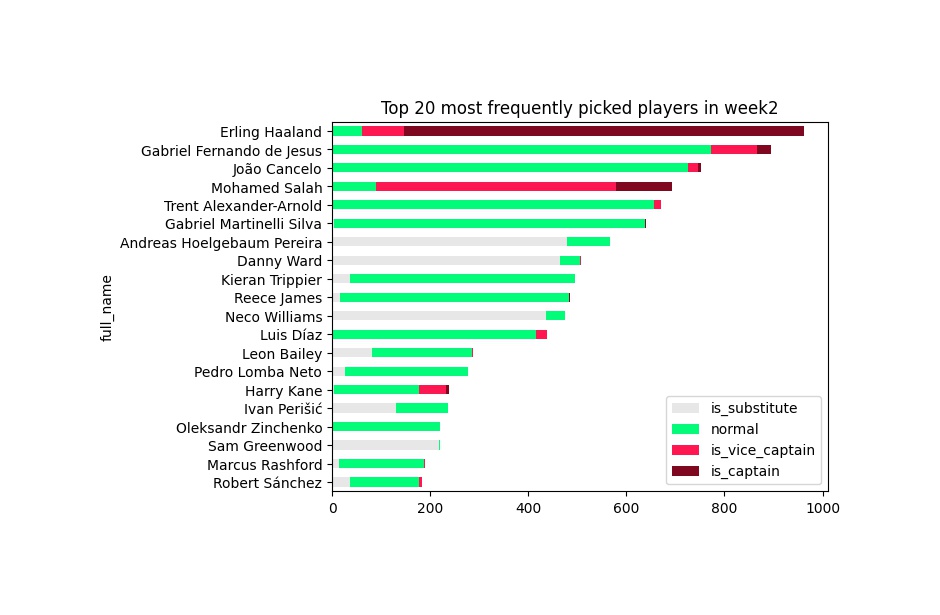 Top 20 most frequently picked players in week2
full_name
Erling Haaland
Gabriel Fernando de Jesus
João Cancelo
Mohamed Salah
Trent Alexander-Arnold
Gabriel Martinelli Silva
Andreas Hoelgebaum Pereira
Danny Ward
Kieran Trippier
Reece James
Neco Williams
Luis Díaz
Leon Bailey
Pedro Lomba Neto
Harry Kane
Ivan Perišić
Oleksandr Zinchenko
Sam Greenwood
Marcus Rashford
Robert Sánchez
is_substitute
normal
is_vice_captain
is_captain
0 200 400 600 800 1000